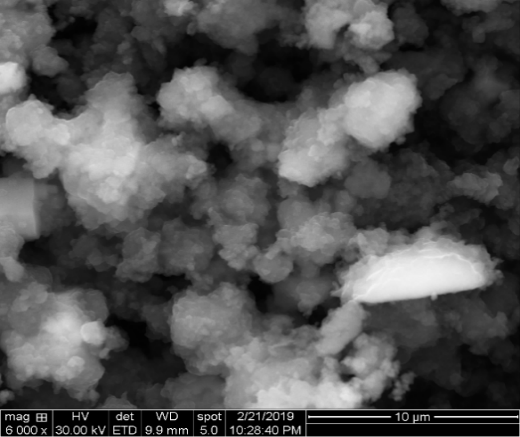 mag HV det WD spot 2/21/2019 10 µm
6 000 x 30.00 kV ETD 9.9 mm 5.0 10:28:40 PM